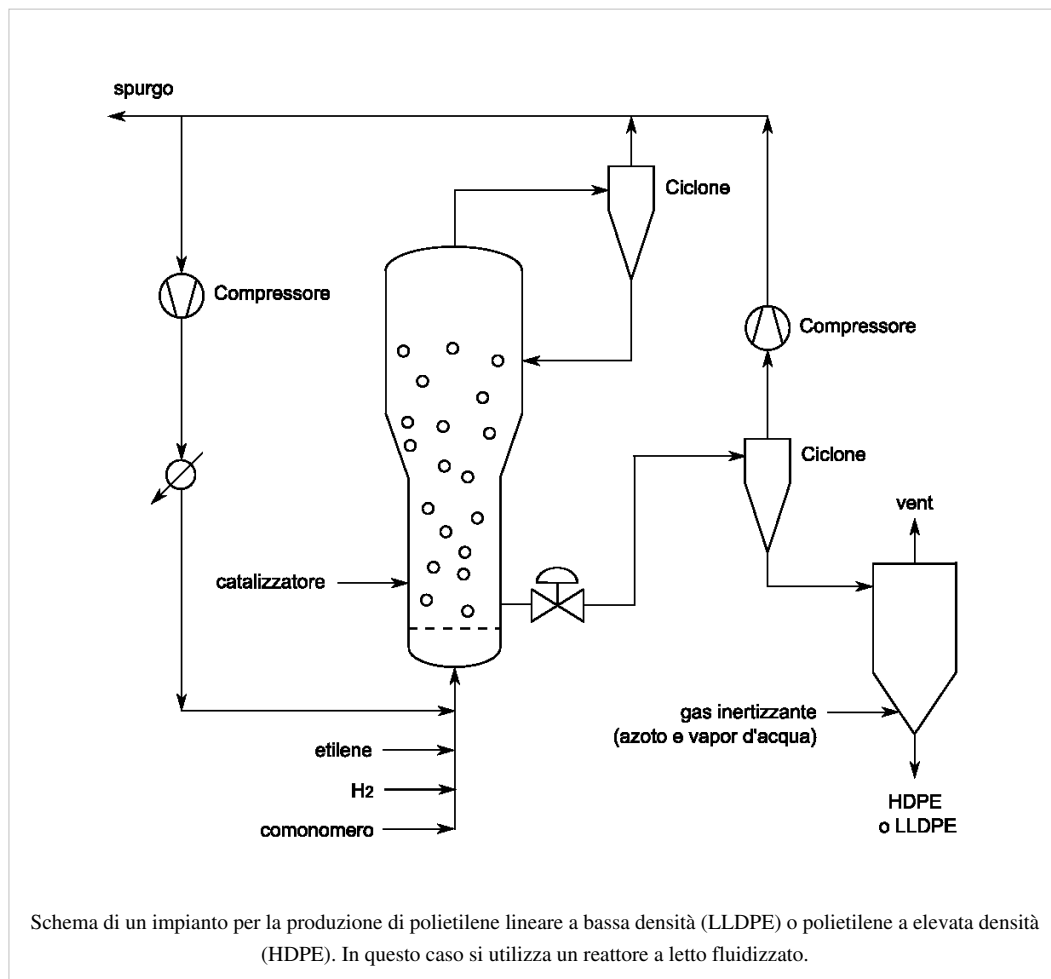 spurgo
Ciclone
Compressore
Compressore
Ciclone
vent
catalizzatore
gas inertizzante
(azoto e vapor d'acqua)
etilene
H2
HDPE
o LLDPE
comonomero
Schema di un impianto per la produzione di polietilene lineare a bassa densità (LLDPE) o polietilene a elevata densità
(HDPE). In questo caso si utilizza un reattore a letto fluidizzato.